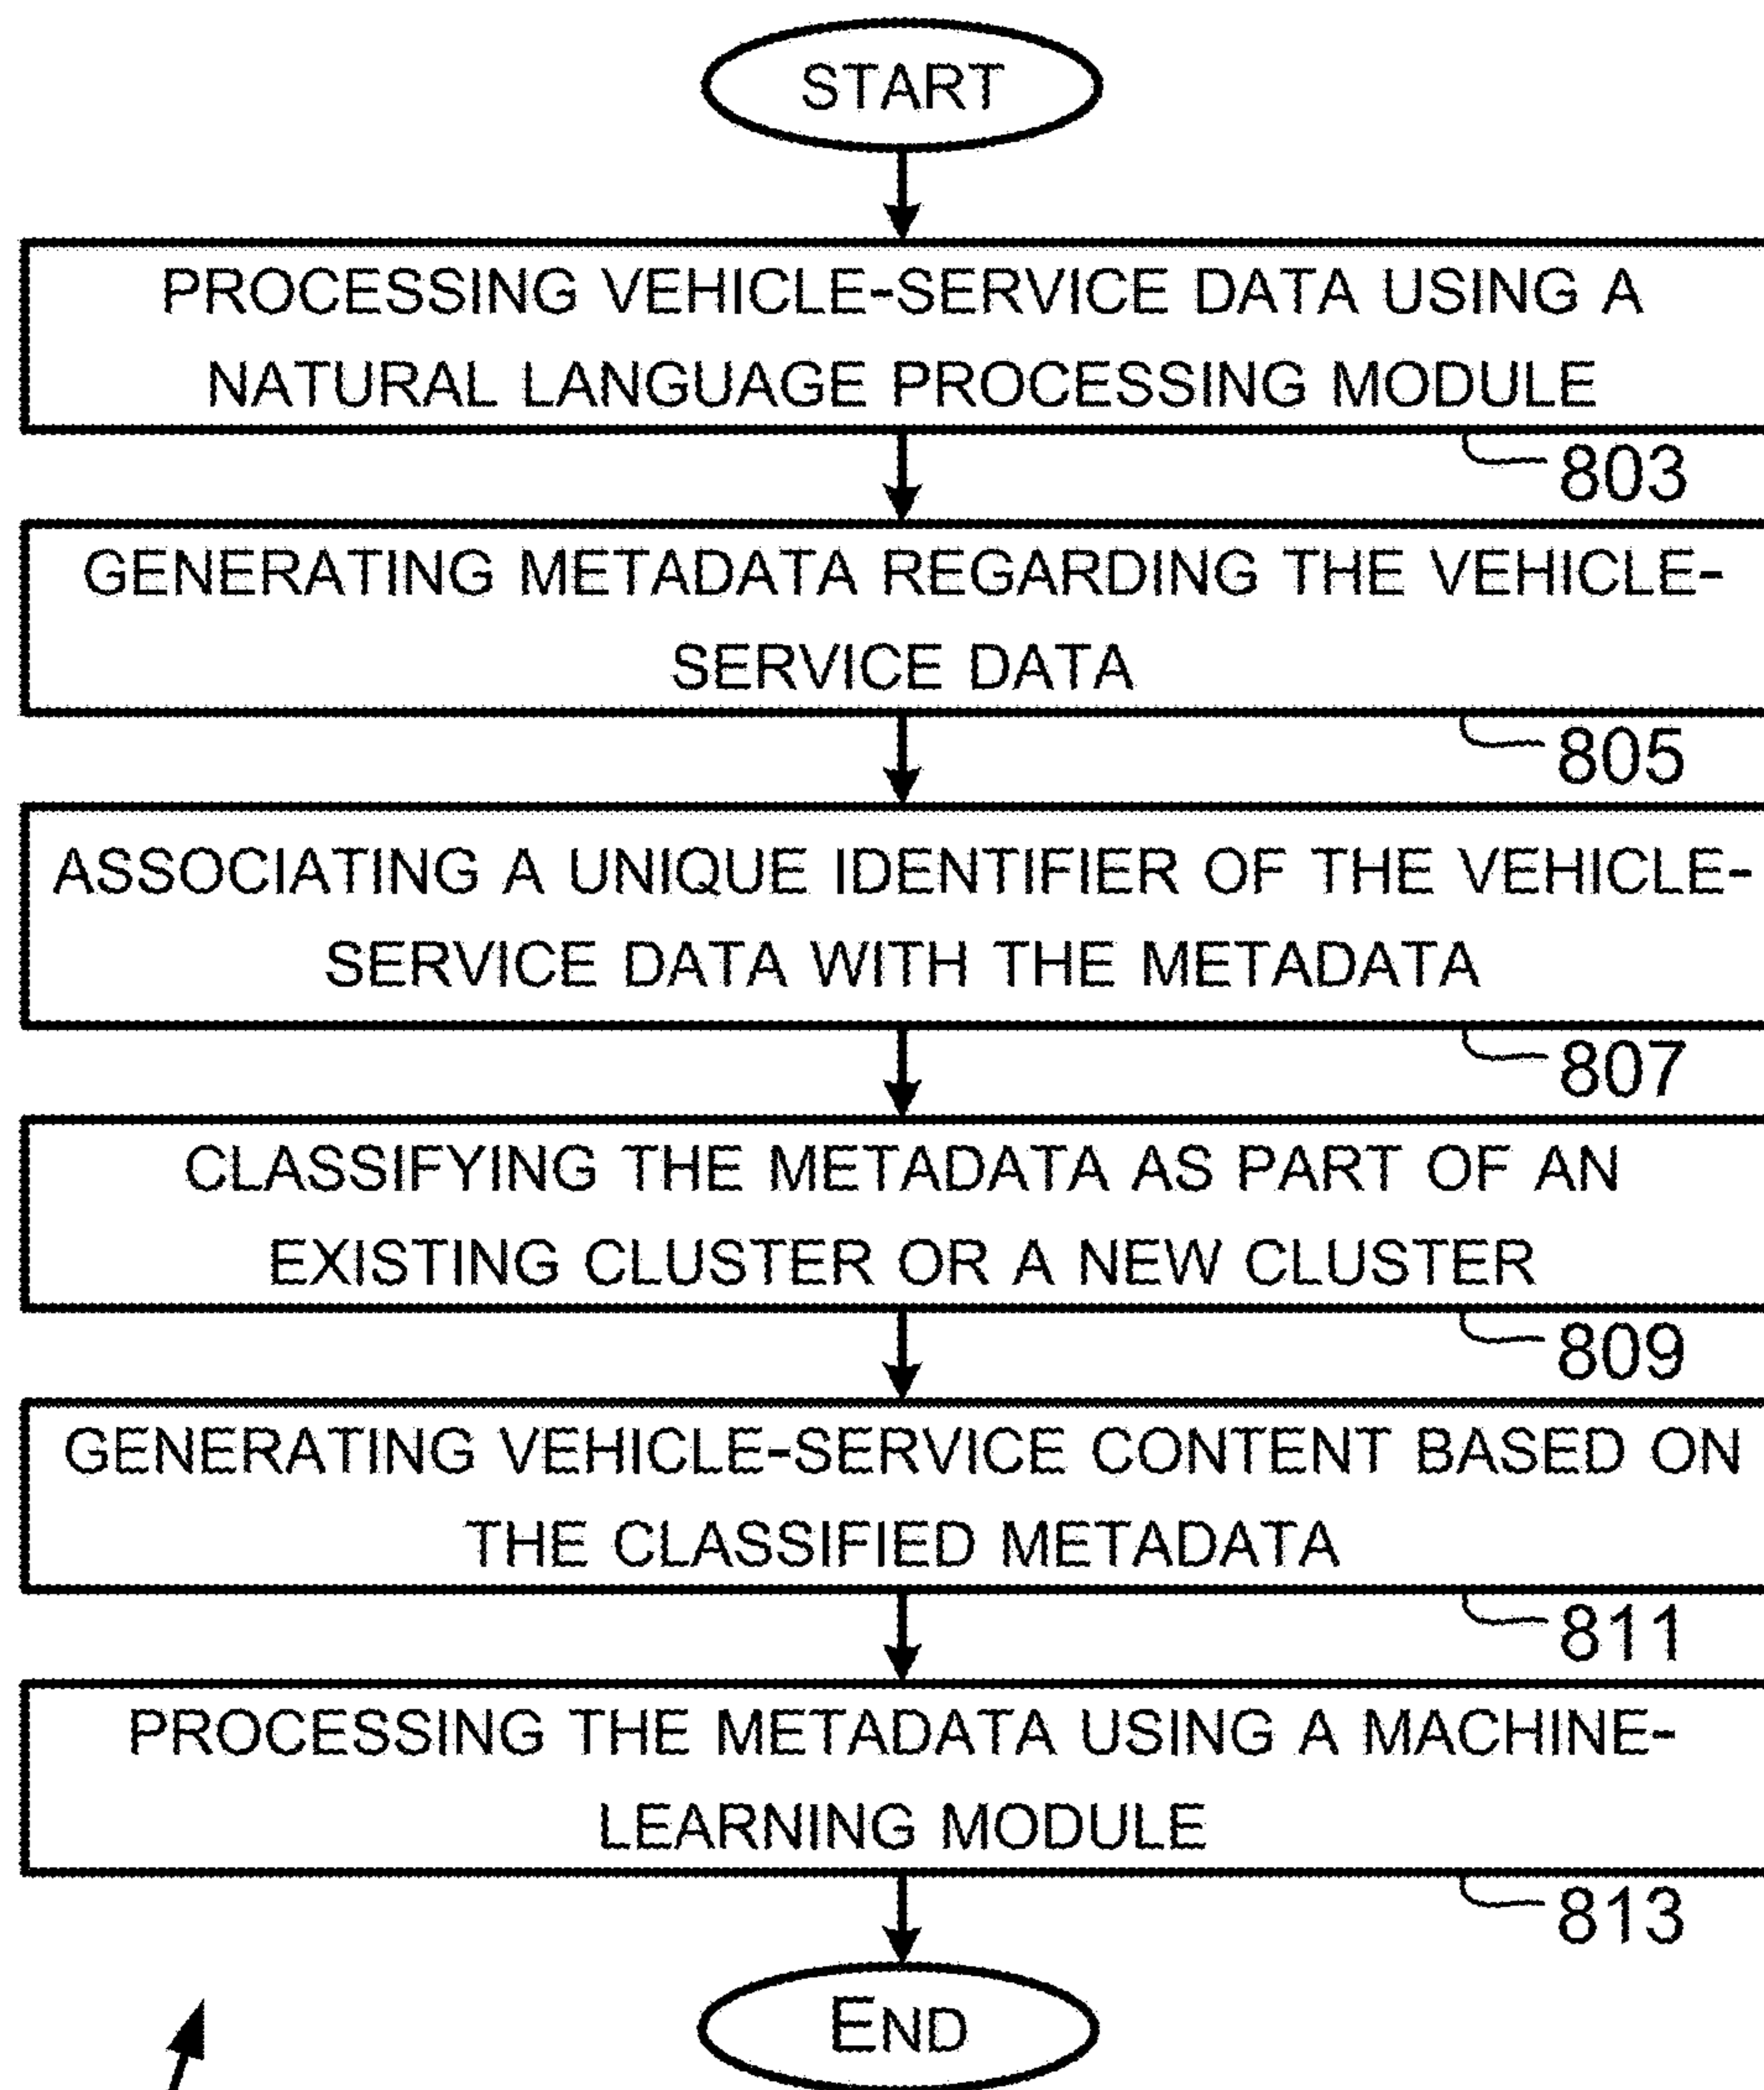 START
PROCESSING VEHICLE-SERVICE DATA USING A
NATURAL LANGUAGE PROCESSING MODULE
803
GENERATING METADATA REGARDING THE VEHICLE-
SERVICE DATA
805
ASSOCIATING A UNIQUE IDENTIFIER OF THE VEHICLE-
SERVICE DATA WITH THE METADATA
807
CLASSIFYING THE METADATA AS PART OF AN
EXISTING CLUSTER OR A NEW CLUSTER
809
GENERATING VEHICLE-SERVICE CONTENT BASED ON
THE CLASSIFIED METADATA
811
PROCESSING THE METADATA USING A MACHINE-
LEARNING MODULE
813
END